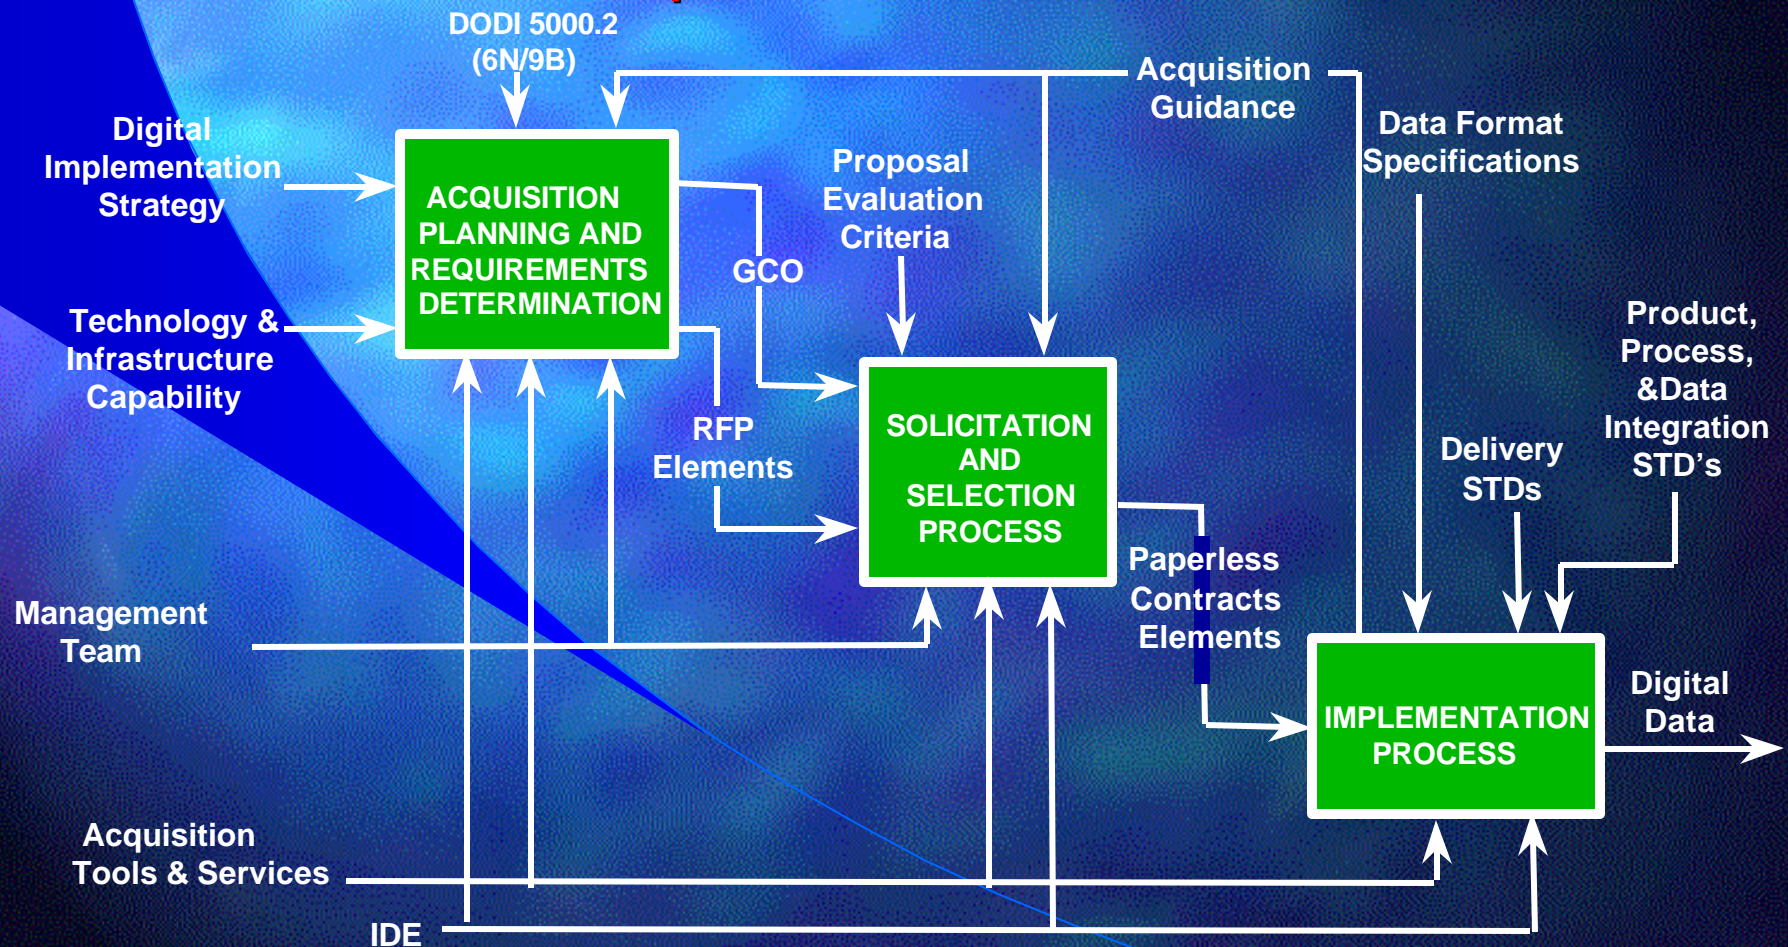 DODI 5000.2
(6N/9B)
Acquisition
Guidance
Digital
Implementation
Strategy
Data Format
Specifications
Proposal
Evaluation
Criteria
ACQUISITION
PLANNING AND
REQUIREMENTS
DETERMINATION
GCO
Technology &
Infrastructure
Capability
Product,
Process,
&Data
Integration
STD’s
RFP
Elements
SOLICITATION
AND
SELECTION
PROCESS
Delivery
STDs
Paperless
Contracts
Elements
Management
Team
IMPLEMENTATION
PROCESS
Digital
Data
Acquisition
Tools & Services
IDE